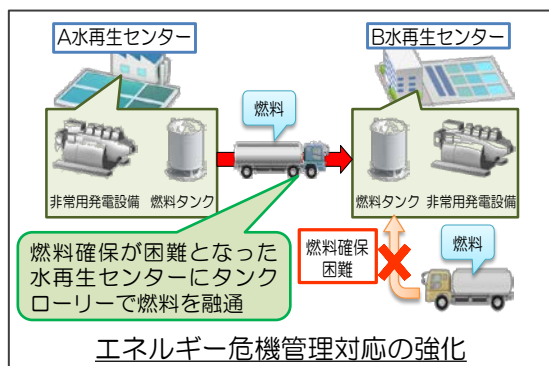 A水再生センター
B水再生センター
燃料
非常用発電設備
燃料タンク
燃料タンク
非常用発電設備
燃料確保が困難となった
水再生センターにタンク
ローリーで燃料を融通
燃料確保
困難
燃料
エネルギー危機管理対応の強化